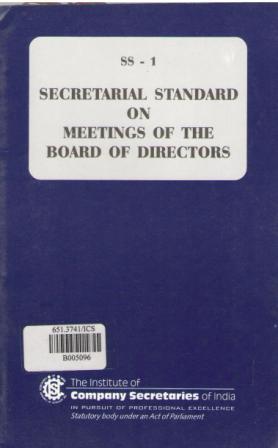 SS - 1
SECRETARIAL STANDARD
ON
MEETINGS OF THE
BOARD OF DIRECTORS
651.3741/ICS
B005096
The Institute of
Company Secretaries of India
IN PURSUIT OF PROFESSIONAL EXCELLENCE
Statutory body under an Act of Parliament